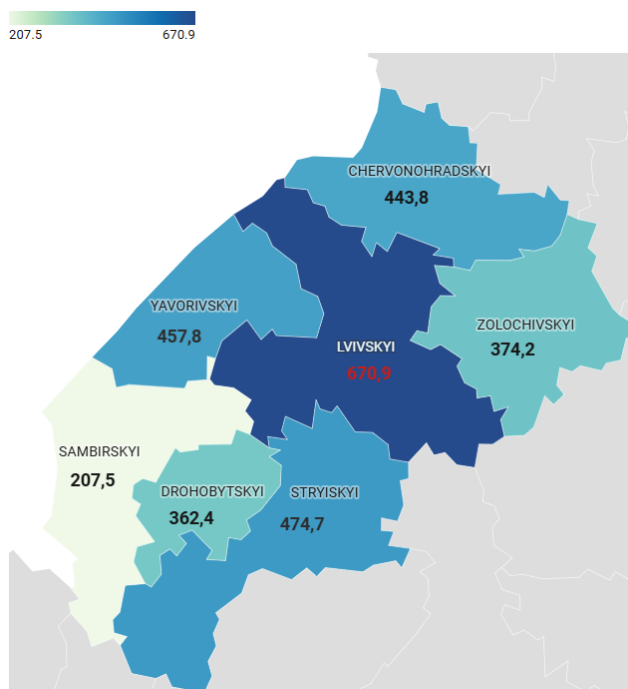 207.5 670.9
CHERVONOHRADSKYI
443,8
YAVORIVSKYI
457,8
ZOLOCHIVSKYI
374,2
LVIVSKYI
670,9
SAMBIRSKYI
207,5
DROHOBYTSKYI
362,4
STRYISKYI
474,7